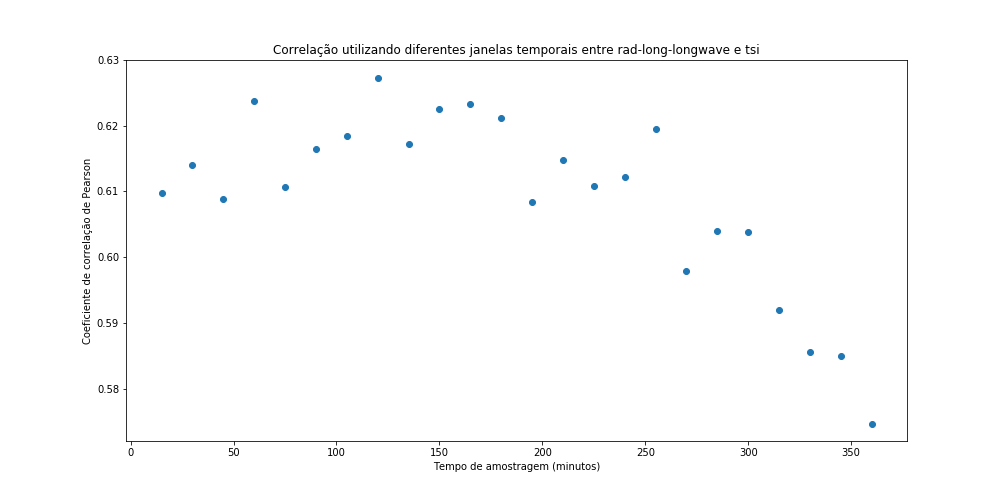 Correlação utilizando diferentes janelas temporais entre rad-long-longwave e tsi
0.63
0.62
0.61
0.60
0.59
0.58
Coeficiente de correlação de Pearson
0 50 100 150 200 250 300 350
Tempo de amostragem (minutos)